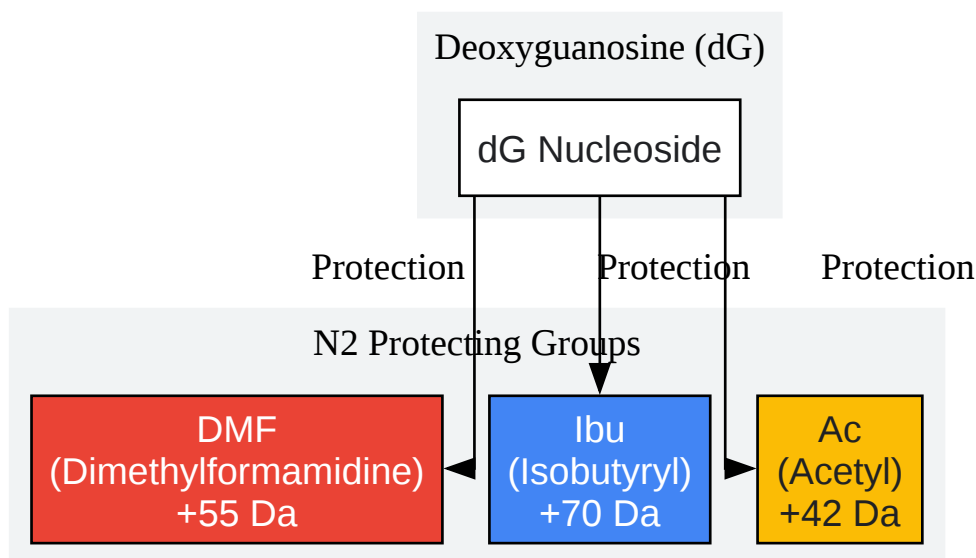 Deoxyguanosine (dG)
dG Nucleoside
Protection
Protection
Protection
N2 Protecting Groups
DMF
(Dimethylformamidine)
+55 Da
Ibu
(Isobutyryl)
+70 Da
Ac
(Acetyl)
+42 Da